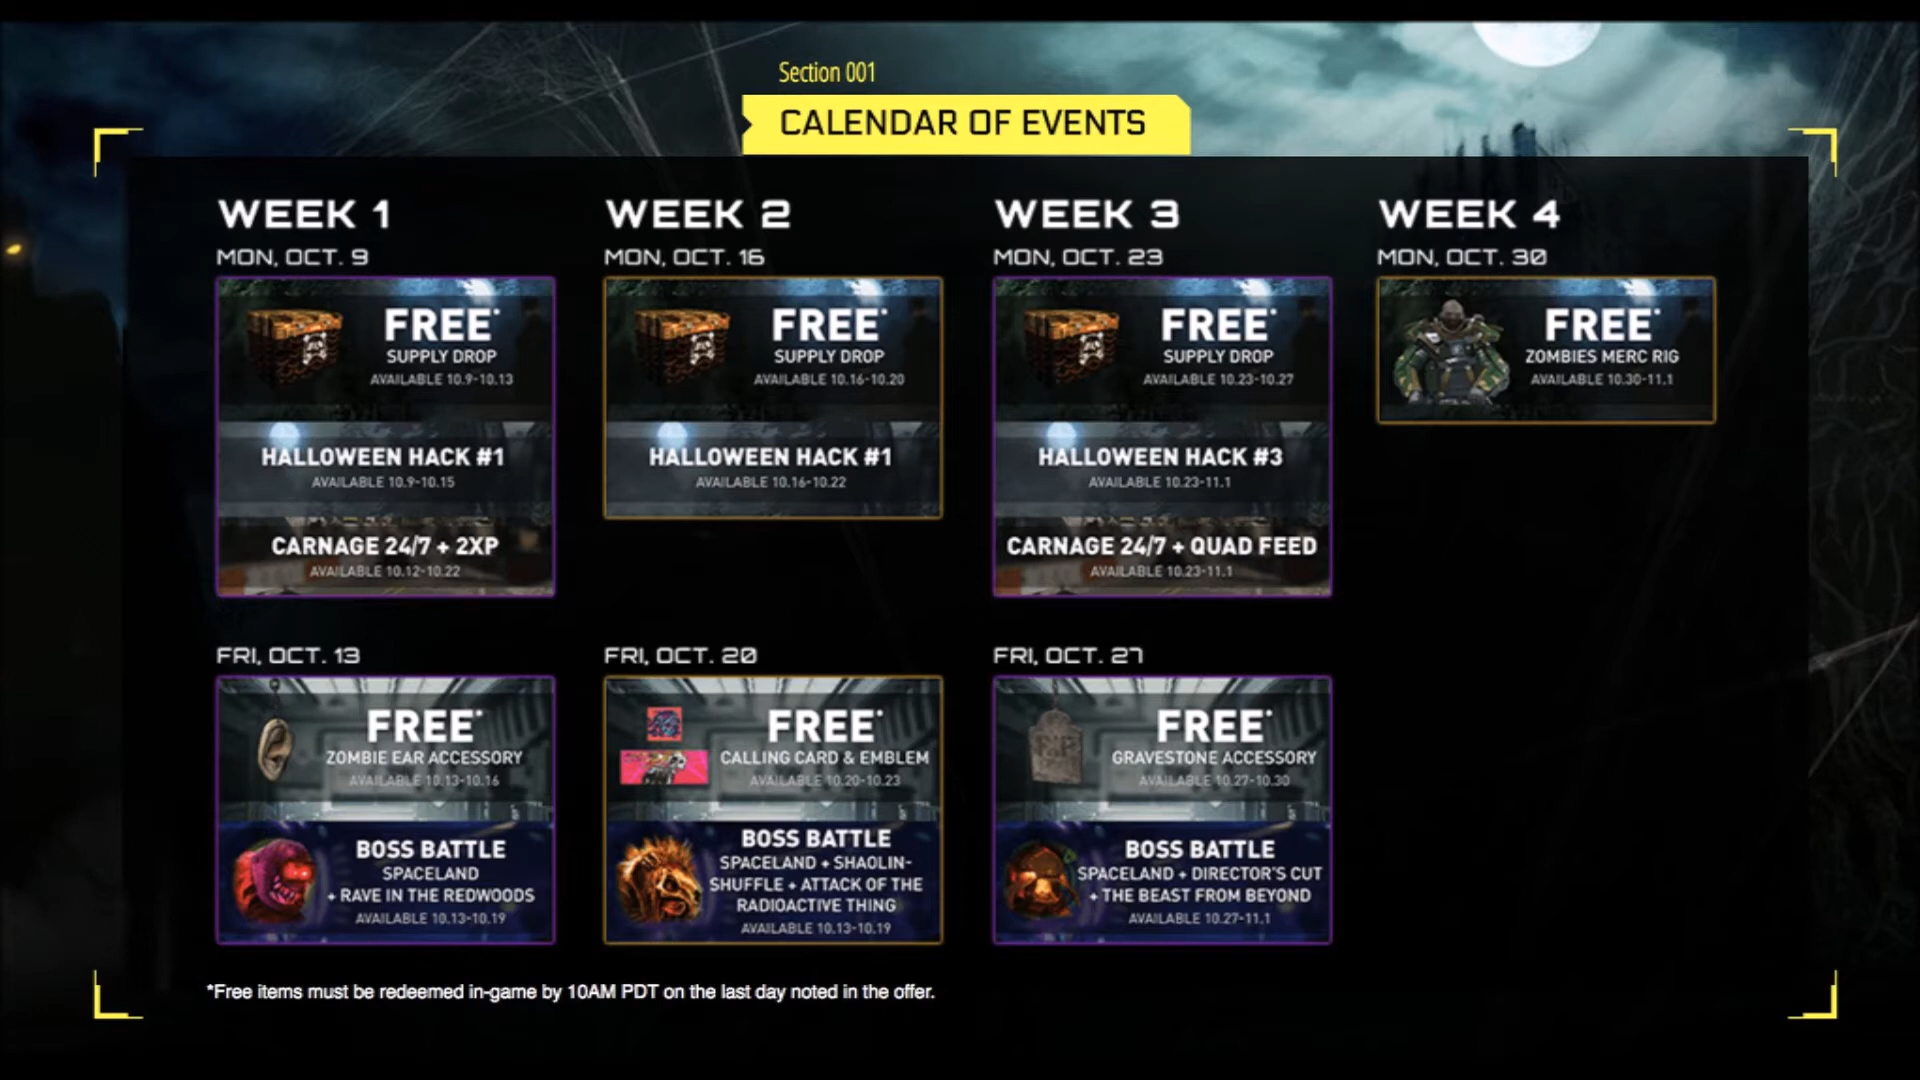 Section 001
CALENDAR OF EVENTS
WEEK 1
MON, OCT. 9
FREE*
SUPPLY DROP
AVAILABLE 10.9-10.13
HALLOWEEN HACK #1
AVAILABLE 10.9-10.15
CARNAGE 24/7 + 2XP
AVAILABLE 10.12-10.22
FRI, OCT. 13
FREE*
ZOMBIE EAR ACCESSORY
AVAILABLE 10.13-10.16
BOSS BATTLE
SPACELAND
+ RAVE IN THE REDWOODS
AVAILABLE 10.13-10.19
WEEK 2
MON, OCT. 16
FREE*
SUPPLY DROP
AVAILABLE 10.16-10.20
HALLOWEEN HACK #1
AVAILABLE 10.16-10.22
FRI, OCT. 20
FREE*
CALLING CARD & EMBLEM
AVAILABLE 10.20-10.23
BOSS BATTLE
SPACELAND + SHAOLIN-
SHUFFLE + ATTACK OF THE
RADIOACTIVE THING
AVAILABLE 10.13-10.19
WEEK 3
MON, OCT. 23
FREE*
SUPPLY DROP
AVAILABLE 10.23-10.27
HALLOWEEN HACK #3
AVAILABLE 10.23-11.1
CARNAGE 24/7 + QUAD FEED
AVAILABLE 10.23-11.1
FRI, OCT. 27
FREE*
GRAVESTONE ACCESSORY
AVAILABLE 10.27-10.30
RIP
BOSS BATTLE
SPACELAND + DIRECTOR'S CUT
+ THE BEAST FROM BEYOND
AVAILABLE 10.27-11.1
WEEK 4
MON, OCT. 30
FREE*
ZOMBIES MERC RIG
AVAILABLE 10.30-11.1
*Free items must be redeemed in-game by 10AM PDT on the last day noted in the offer.